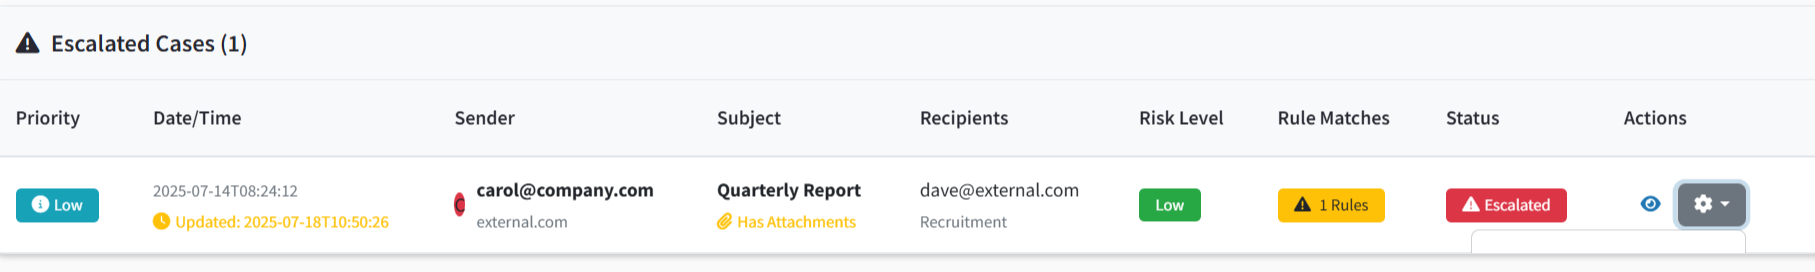 Escalated Cases (1)
Priority Date/Time Sender Subject Recipients Risk Level Rule Matches Status Actions
Low 2025-07-14T08:24:12 C carol@company.com Quarterly Report dave@external.com Low 1 Rules Escalated
Updated: 2025-07-18T10:50:26 external.com Has Attachments Recruitment